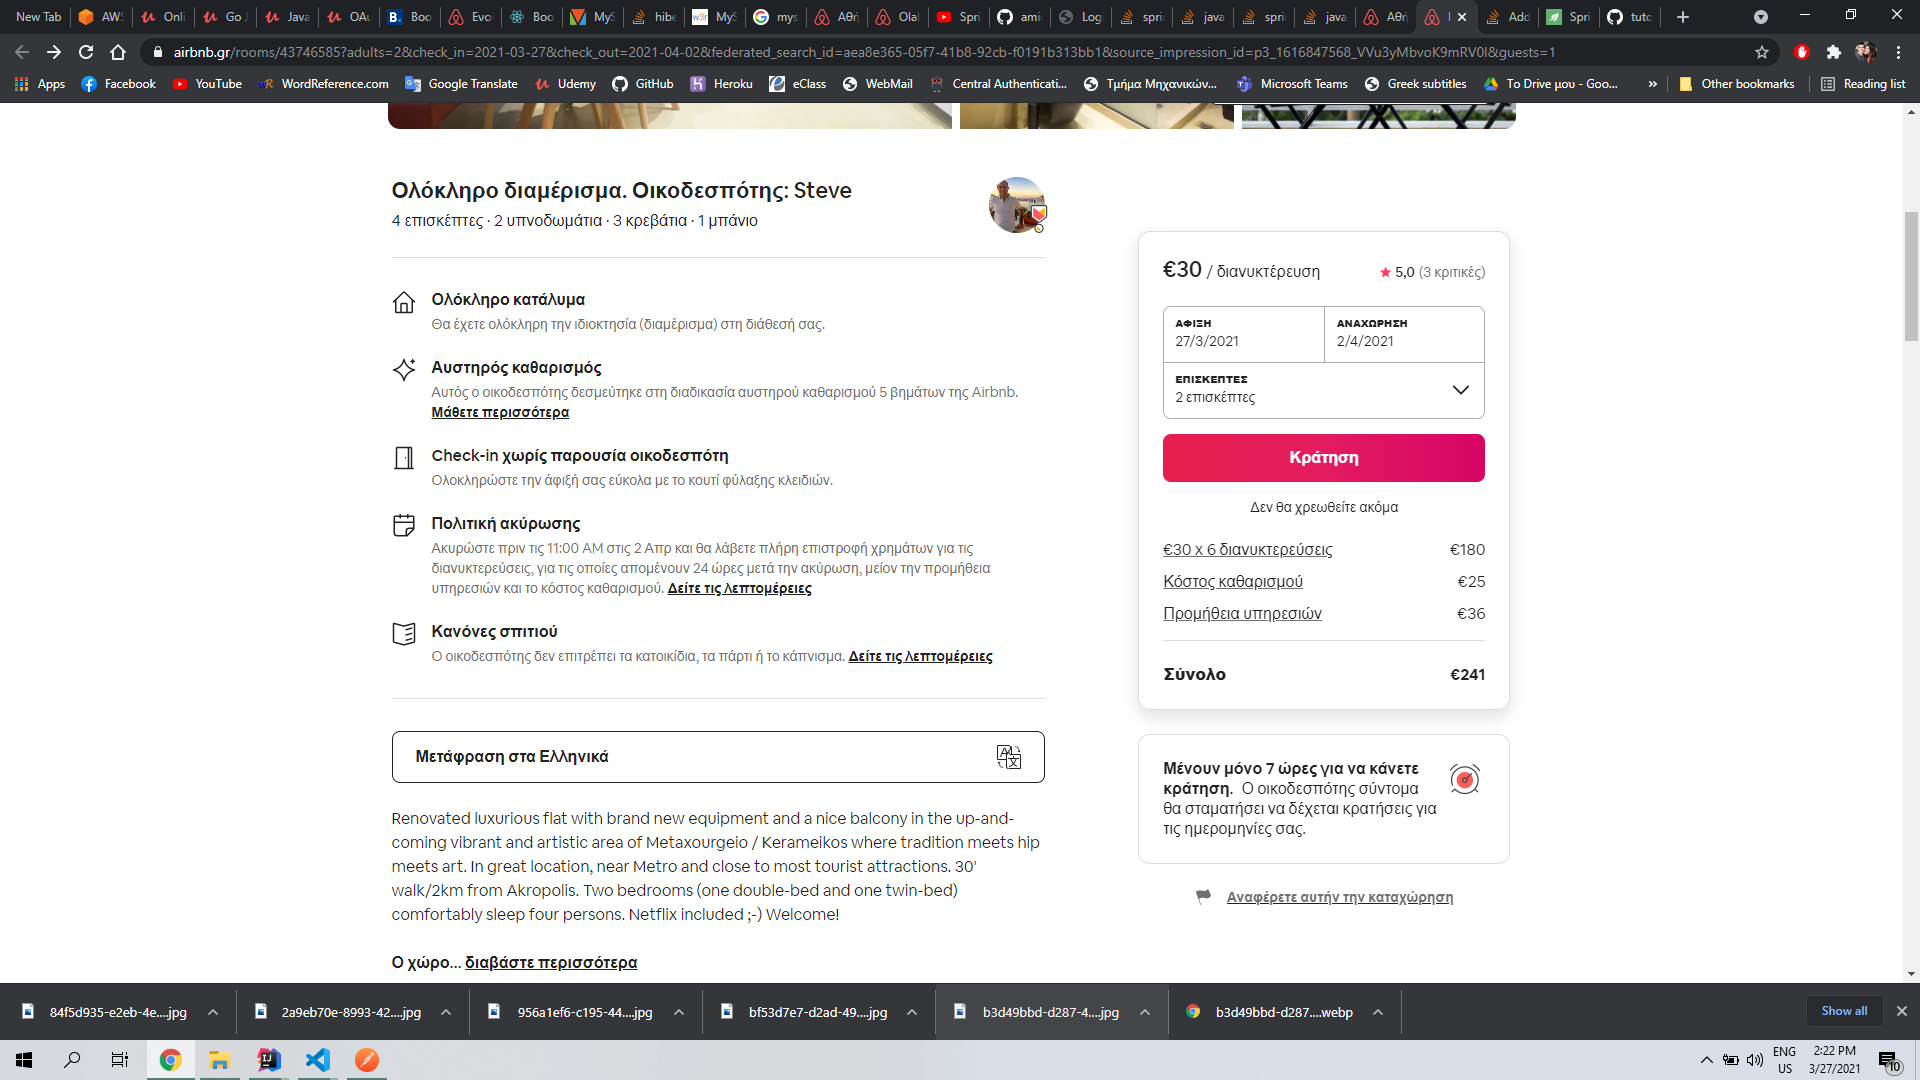 New Tab
AWS
Onli
Go J
Java
OAu
Boo
Evo
Boo
MyS
hibe
MyS
mys
Αθή
Ola
Spri
ami
Log
spri
java
spri
java
Αθή
Add
Spri
tuto
airbnb.gr/rooms/43746585?adults=2&check_in=2021-03-27&check_out=2021-04-02&federated_search_id=aea8e365-05f7-41b8-92cb-f0191b313bb1&source_impression_id=p3_1616847568_VVu3yMbvoK9mRV0I&guests=1
Apps
Facebook
YouTube
WordReference.com
Google Translate
Udemy
GitHub
Heroku
eClass
WebMail
Central Authenticati...
Τμήμα Μηχανικών...
Microsoft Teams
Greek subtitles
Το Drive μου - Goo...
»
Other bookmarks
Reading list
Ολόκληρο διαμέρισμα. Οικοδεσπότης: Steve
4 επισκέπτες · 2 υπνοδωμάτια · 3 κρεβάτια · 1 μπάνιο
Ολόκληρο κατάλυμα
Θα έχετε ολόκληρη την ιδιοκτησία (διαμέρισμα) στη διάθεσή σας.
Αυστηρός καθαρισμός
Αυτός ο οικοδεσπότης δεσμεύτηκε στη διαδικασία αυστηρού καθαρισμού 5 βημάτων της Airbnb.
Μάθετε περισσότερα
Check-in χωρίς παρουσία οικοδεσπότη
Ολοκληρώστε την άφιξή σας εύκολα με το κουτί φύλαξης κλειδιών.
Πολιτική ακύρωσης
Ακυρώστε πριν τις 11:00 AM στις 2 Απρ και θα λάβετε πλήρη επιστροφή χρημάτων για τις
διανυκτερεύσεις, για τις οποίες απομένουν 24 ώρες μετά την ακύρωση, μείον την προμήθεια
υπηρεσιών και το κόστος καθαρισμού. Δείτε τις λεπτομέρειες
Κανόνες σπιτιού
Ο οικοδεσπότης δεν επιτρέπει τα κατοικίδια, τα πάρτι ή το κάπνισμα. Δείτε τις λεπτομέρειες
Μετάφραση στα Ελληνικά
Renovated luxurious flat with brand new equipment and a nice balcony in the up-and-
coming vibrant and artistic area of Metaxourgeio / Kerameikos where tradition meets hip
meets art. In great location, near Metro and close to most tourist attractions. 30'
walk/2km from Akropolis. Two bedrooms (one double-bed and one twin-bed)
comfortably sleep four persons. Netflix included ;-) Welcome!
Ο χώρο... διαβάστε περισσότερα
€30 / διανυκτέρευση
5,0 (3 κριτικές)
ΑΦΙΞΗ
27/3/2021
ΑΝΑΧΩΡΗΣΗ
2/4/2021
ΕΠΙΣΚΕΠΤΕΣ
2 επισκέπτες
Κράτηση
Δεν θα χρεωθείτε ακόμα
€30 x 6 διανυκτερεύσεις €180
Κόστος καθαρισμού €25
Προμήθεια υπηρεσιών €36
Σύνολο €241
Μένουν μόνο 7 ώρες για να κάνετε
κράτηση. Ο οικοδεσπότης σύντομα
θα σταματήσει να δέχεται κρατήσεις για
τις ημερομηνίες σας.
Αναφέρετε αυτήν την καταχώρηση
84f5d935-e2eb-4e....jpg
2a9eb70e-8993-42....jpg
956a1ef6-c195-44....jpg
bf53d7e7-d2ad-49....jpg
b3d49bbd-d287-4....jpg
b3d49bbd-d287....webp
Show all
ENG
US
2:22 PM
3/27/2021
10